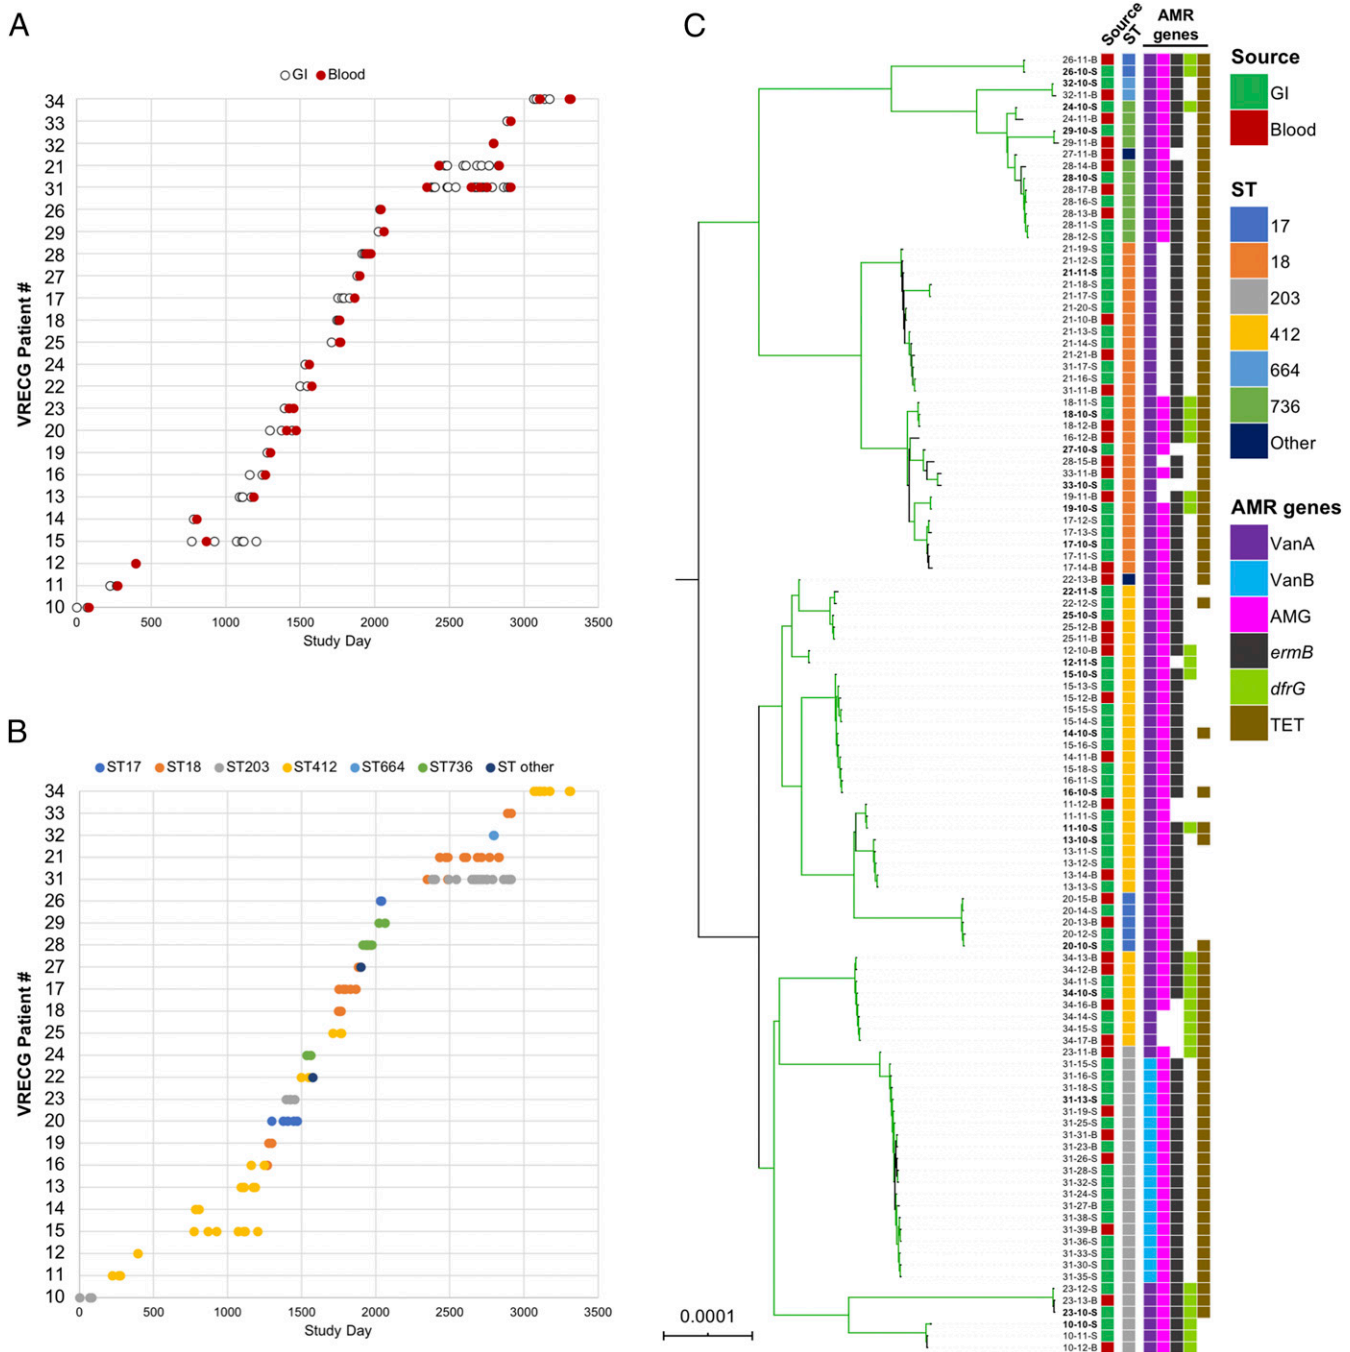 A
GI Blood
34
33
32
21
31
26
29
28
27
17
18
25
24
22
23
20
19
16
13
14
15
12
11
10
VRECG Patient #
0 500 1000 1500 2000 2500 3000 3500
Study Day
B
ST17 ST18 ST203 ST412 ST664 ST736 ST other
34
33
32
21
31
26
29
28
27
17
18
25
24
22
23
20
19
16
13
14
15
12
11
10
VRECG Patient #
0 500 1000 1500 2000 2500 3000 3500
Study Day
C
Source
ST
AMR
genes
26-11-B
26-10-S
32-10-S
32-11-B
24-10-S
24-11-B
29-10-S
29-11-B
27-11-B
28-14-B
28-10-S
28-17-B
28-16-S
28-13-B
28-11-S
28-12-S
21-19-S
21-12-S
21-11-S
21-18-S
21-17-S
21-20-S
21-10-B
21-13-S
21-14-S
21-21-B
31-17-S
21-16-S
31-11-B
18-11-S
18-10-S
18-12-B
16-12-B
27-10-S
28-15-B
33-11-B
33-10-S
19-11-B
19-10-S
17-12-S
17-13-S
17-10-S
17-11-S
17-14-B
22-13-B
22-11-S
22-12-S
25-10-S
25-12-B
25-11-B
12-10-B
12-11-S
15-10-S
15-13-S
15-12-B
15-15-S
15-14-S
14-10-S
15-16-S
14-11-B
15-18-S
16-11-S
16-10-S
11-12-B
11-11-S
11-10-S
13-10-S
13-11-S
13-12-S
13-14-B
13-13-S
20-15-B
20-14-S
20-13-B
20-12-S
20-10-S
34-13-B
34-12-B
34-11-S
34-10-S
34-16-B
34-14-S
34-15-S
34-17-B
23-11-B
31-15-S
31-16-S
31-18-S
31-13-S
31-19-S
31-25-S
31-31-B
31-23-B
31-26-S
31-28-S
31-32-S
31-24-S
31-27-B
31-38-S
31-39-B
31-36-S
31-33-S
31-30-S
31-35-S
23-12-S
23-13-B
23-10-S
10-10-S
10-11-S
10-12-B
0.0001
Source
GI
Blood
ST
17
18
203
412
664
736
Other
AMR genes
VanA
VanB
AMG
ermB
dfrG
TET